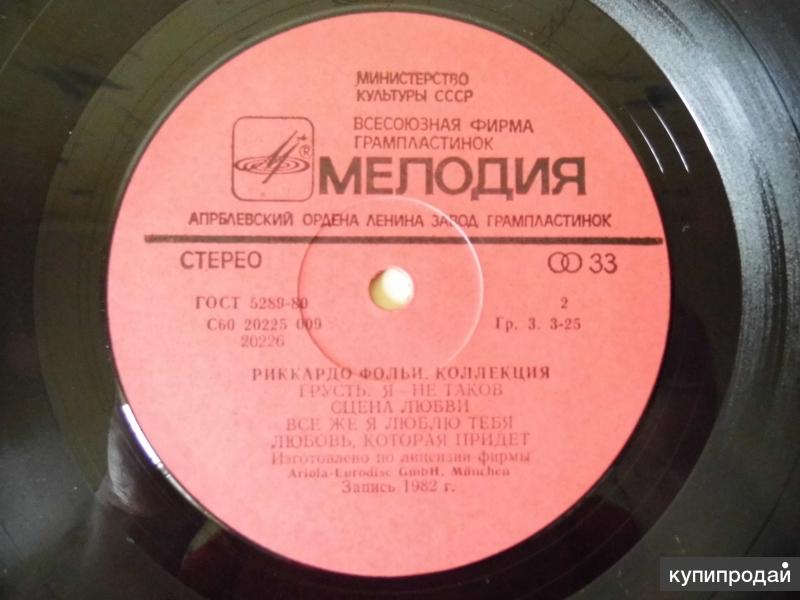 МИНИСТЕРСТВО
КУЛЬТУРЫ СССР
ВСЕСОЮЗНАЯ ФИРМА
ГРАМПЛАСТИНОК
®
МЕЛОДИЯ
АПРЕЛЕВСКИЙ ОРДЕНА ЛЕНИНА ЗАВОД ГРАМПЛАСТИНОК
СТЕРЕО 33
ГОСТ 5289-80 2
С60 20225 009 Гр. 3. 3-25
20226
РИККАРДО ФОЛЬИ. КОЛЛЕКЦИЯ
ГРУСТЬ. Я — НЕ ТАКОВ
СЦЕНА ЛЮБВИ
ВСЕ ЖЕ Я ЛЮБЛЮ ТЕБЯ
ЛЮБОВЬ, КОТОРАЯ ПРИДЕТ
Изготовлено по лицензии фирмы
Ariola-Eurodisc GmbH, München
Запись 1982 г.
купипродай